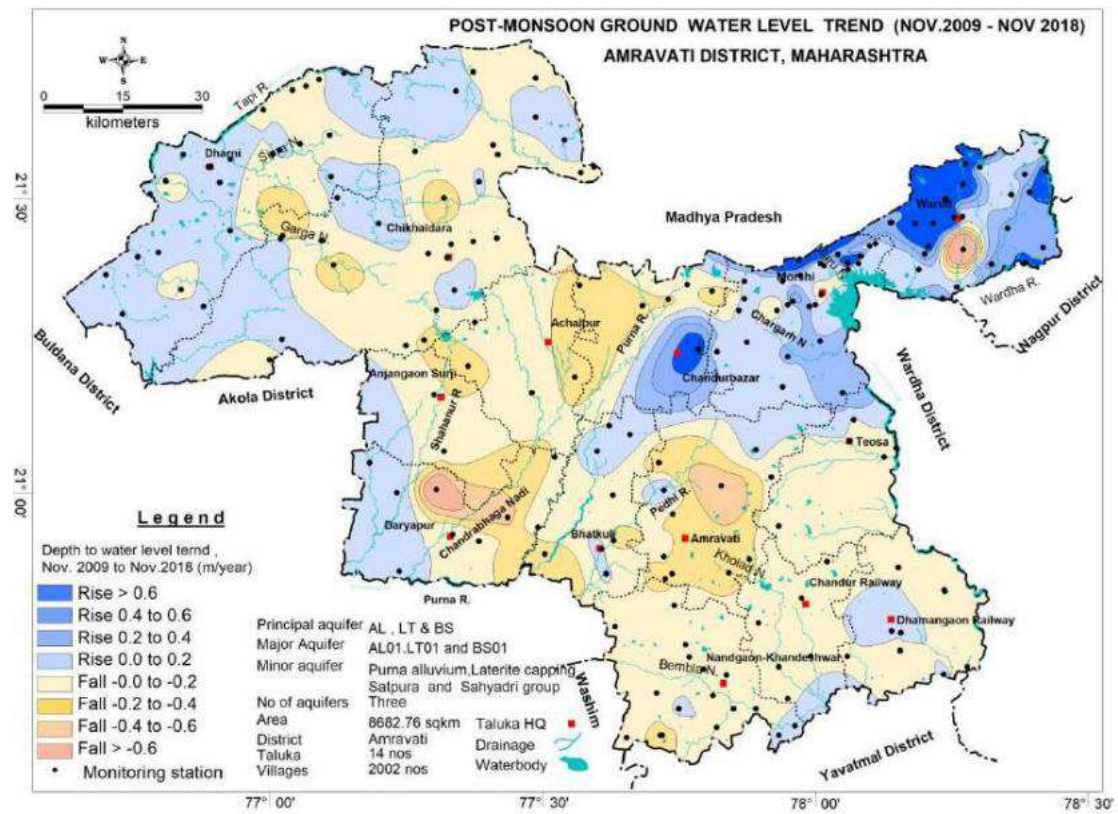 POST-MONSOON GROUND WATER LEVEL TREND (NOV.2009 - NOV 2018)
AMRAVATI DISTRICT, MAHARASHTRA
N
W E
S
0 15 30
kilometers
Tapi R.
Dharni
Sipna N.
Garga N.
Chikhaldara
21° 30'
Madhya Pradesh
Warud
Morshi
Wardha R.
Nagpur District
Chargarh N.
Achalpur
Purna R.
Chandurbazar
Wardha District
Buldana District
Akola District
Anjangaon Surji
Shahanur R.
Teosa
21° 00'
Daryapur
Chandrabhaga Nadi
Pedhi R.
Bhatkuli
Amravati
Kholad N.
Purna R.
Chandur Railway
Dhamangaon Railway
Nandgaon-Khandeshwar
Bembla N.
Washim
Yavatmal District
Legend
Depth to water level ternd ,
Nov. 2009 to Nov.2018 (m/year)
Rise > 0.6
Rise 0.4 to 0.6
Rise 0.2 to 0.4
Rise 0.0 to 0.2
Fall -0.0 to -0.2
Fall -0.2 to -0.4
Fall -0.4 to -0.6
Fall > -0.6
Monitoring station
Principal aquifer AL , LT & BS
Major Aquifer AL01.LT01 and BS01
Minor aquifer Purna alluvium,Laterite capping
Satpura and Sahyadri group
No of aquifers Three
Area 8682.76 sqkm
District Amravati
Taluka 14 nos
Villages 2002 nos
Taluka HQ
Drainage
Waterbody
77° 00' 77° 30' 78° 00' 78° 30'